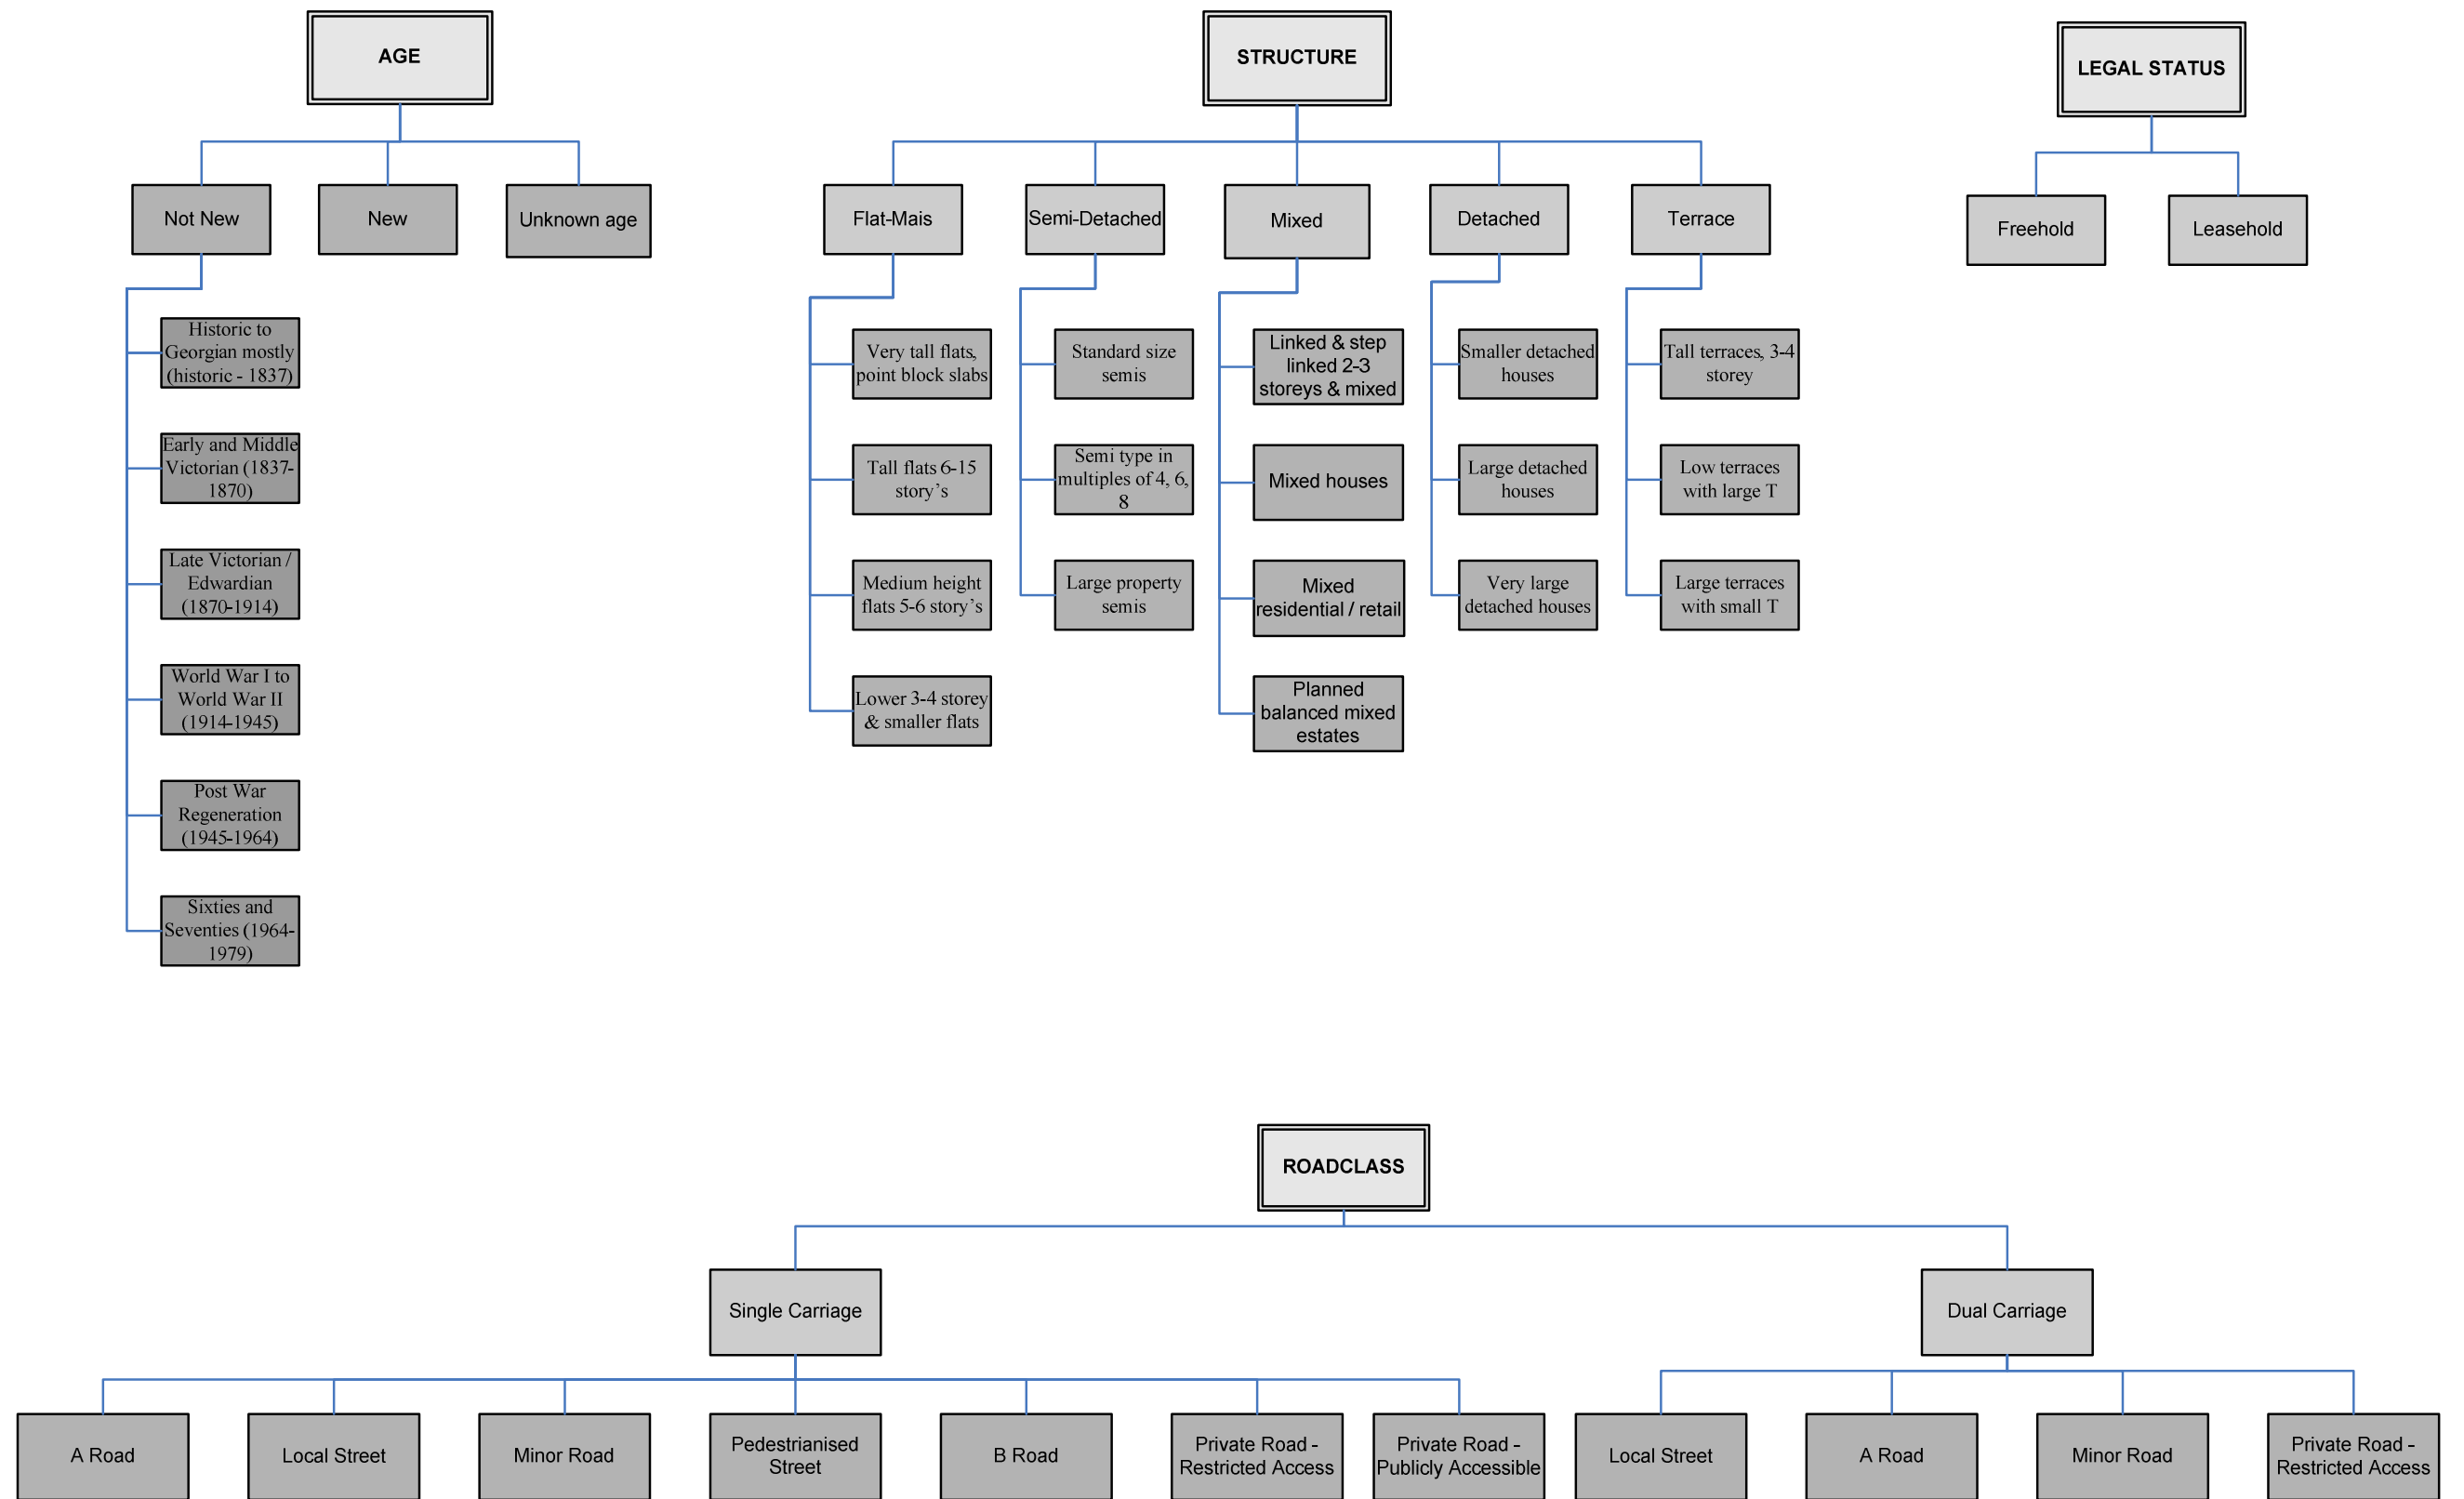 AGE
Not New
New
Unknown age
Historic to
Georgian mostly
(historic - 1837)
Early and Middle
Victorian (1837-
1870)
Late Victorian /
Edwardian
(1870-1914)
World War I to
World War II
(1914-1945)
Post War
Regeneration
(1945-1964)
Sixties and
Seventies (1964-
1979)
STRUCTURE
Flat-Mais
Semi-Detached
Mixed
Detached
Terrace
Very tall flats,
point block slabs
Tall flats 6-15
story’s
Medium height
flats 5-6 story’s
Lower 3-4 storey
& smaller flats
Standard size
semis
Semi type in
multiples of 4, 6,
8
Large property
semis
Linked & step
linked 2-3
storeys & mixed
Mixed houses
Mixed
residential / retail
Planned
balanced mixed
estates
Smaller detached
houses
Large detached
houses
Very large
detached houses
Tall terraces, 3-4
storey
Low terraces
with large T
Large terraces
with small T
LEGAL STATUS
Freehold
Leasehold
ROADCLASS
Single Carriage
Dual Carriage
A Road
Local Street
Minor Road
Pedestrianised
Street
B Road
Private Road -
Restricted Access
Private Road -
Publicly Accessible
Local Street
A Road
Minor Road
Private Road -
Restricted Access